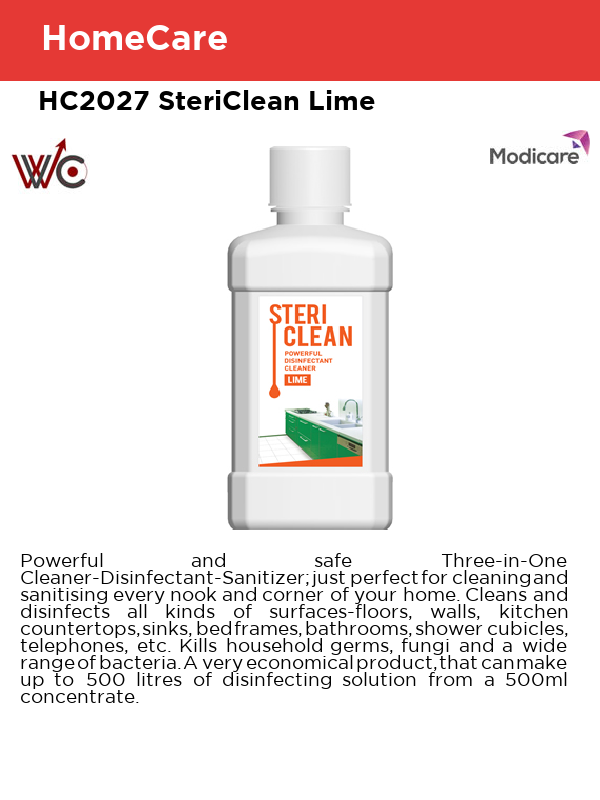 HomeCare
HC2027 SteriClean Lime
WC
Modicare
STERI
CLEAN
POWERFUL
DISINFECTANT
CLEANER
LIME
Powerful and safe Three-in-One
Cleaner-Disinfectant-Sanitizer; just perfect for cleaning and
sanitising every nook and corner of your home. Cleans and
disinfects all kinds of surfaces-floors, walls, kitchen
countertops, sinks, bedframes, bathrooms, shower cubicles,
telephones, etc. Kills household germs, fungi and a wide
range of bacteria. A very economical product, that can make
up to 500 litres of disinfecting solution from a 500ml
concentrate.